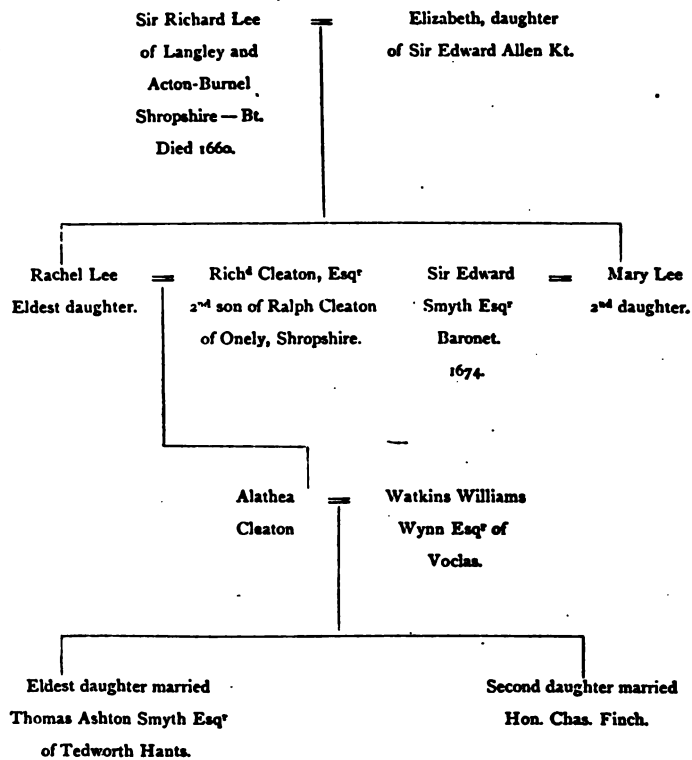 Sir Richard Lee
of Langley and
Acton-Burnel
Shropshire — Bt.
Died 1660.
Elizabeth, daughter
of Sir Edward Allen Kt.
Rachel Lee
Eldest daughter.
Richᵈ Cleaton, Esqʳ
2ⁿᵈ son of Ralph Cleaton
of Onely, Shropshire.
Sir Edward
Smyth Esqʳ
Baronet.
1674.
Mary Lee
2ⁿᵈ daughter.
Alathea
Cleaton
Watkins Williams
Wynn Esqʳ of
Voclas.
Eldest daughter married
Thomas Ashton Smyth Esqʳ
of Tedworth Hants.
Second daughter married
Hon. Chas. Finch.